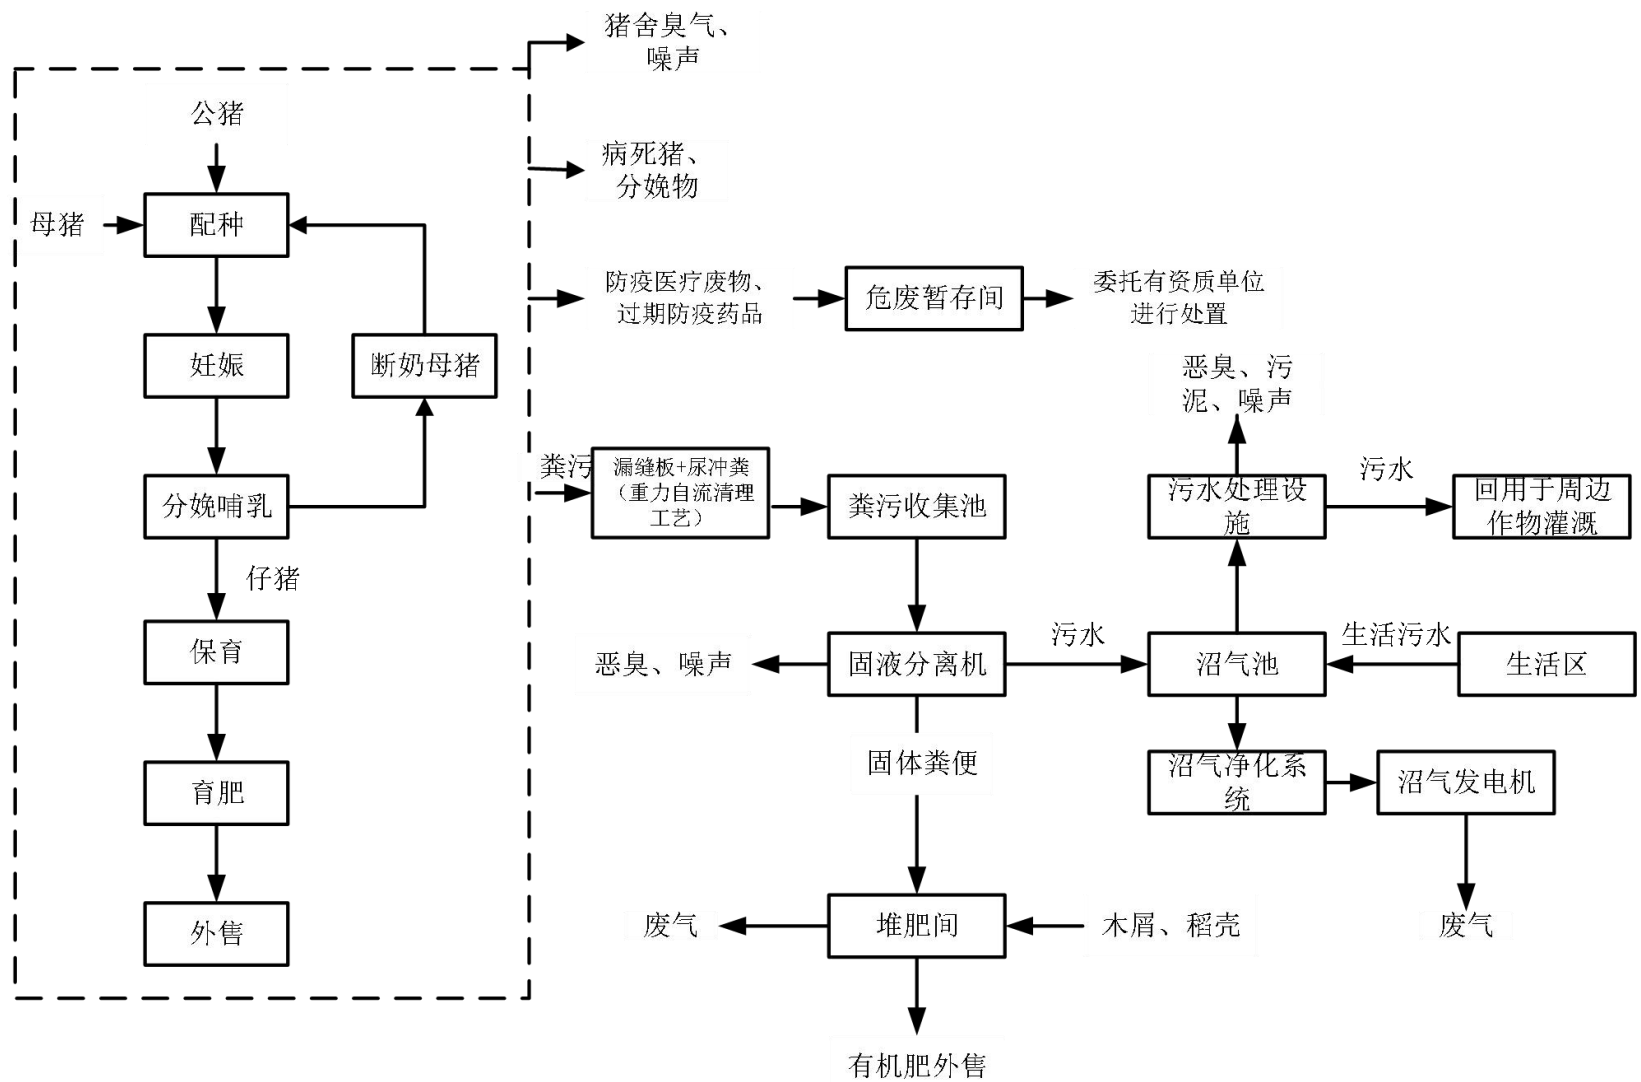 猪舍臭气、
噪声
公猪
病死猪、
分娩物
母猪
配种
防疫医疗废物、
过期防疫药品
危废暂存间
委托有资质单位
进行处置
妊娠
断奶母猪
恶臭、污
泥、噪声
粪污
漏缝板+尿冲粪
（重力自流清理
工艺）
分娩哺乳
粪污收集池
污水处理设
施
污水
回用于周边
作物灌溉
仔猪
保育
恶臭、噪声
固液分离机
污水
沼气池
生活污水
生活区
固体粪便
沼气净化系
统
沼气发电机
育肥
外售
废气
堆肥间
木屑、稻壳
废气
有机肥外售